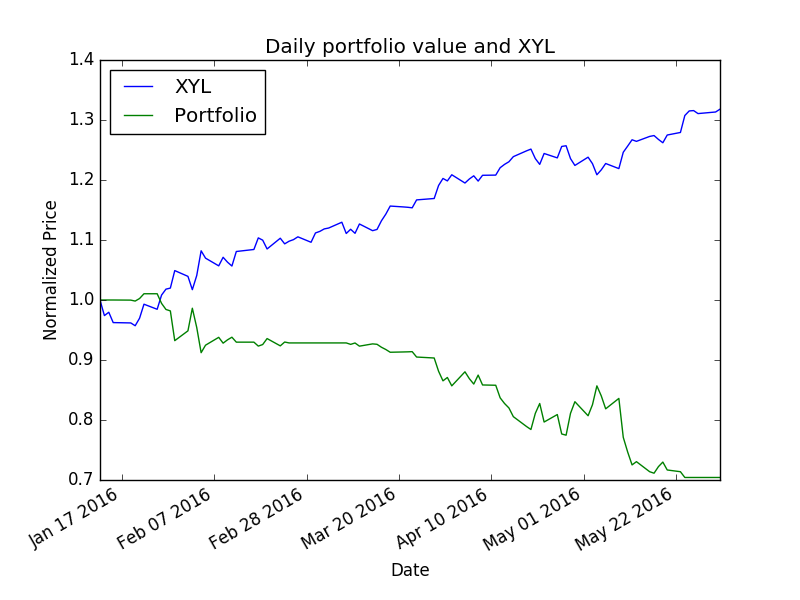 Daily portfolio value and XYL
XYL
Portfolio
1.4
1.3
1.2
1.1
1.0
0.9
0.8
0.7
Normalized Price
Jan 17 2016
Feb 07 2016
Feb 28 2016
Mar 20 2016
Apr 10 2016
May 01 2016
May 22 2016
Date